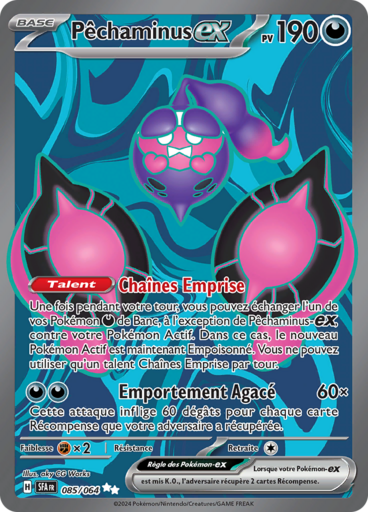 BASE Pêchaminus ex PV 190
Talent Chaînes Emprise
Une fois pendant votre tour, vous pouvez échanger l'un de
vos Pokémon de Banc, à l'exception de Pêchaminus-ex,
contre votre Pokémon Actif. Dans ce cas, le nouveau
Pokémon Actif est maintenant Empoisonné. Vous ne pouvez
utiliser qu'un talent Chaînes Emprise par tour.
Emportement Agacé 60×
Cette attaque inflige 60 dégâts pour chaque carte
Récompense que votre adversaire a récupérée.
Faiblesse ×2 Résistance Retraite
Illus. aky CG Works
Règle des Pokémon-ex Lorsque votre Pokémon-ex
est mis K.O., l'adversaire récupère 2 cartes Récompense.
H SFA FR 085/064
©2024 Pokémon/Nintendo/Creatures/GAME FREAK